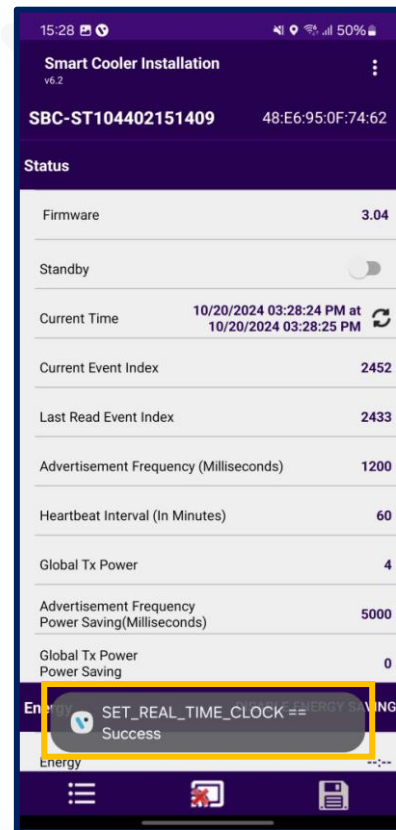 15:28 50%
Smart Cooler Installation
v6.2
SBC-ST104402151409 48:E6:95:0F:74:62
Status
Firmware 3.04
Standby
Current Time 10/20/2024 03:28:24 PM at
10/20/2024 03:28:25 PM
Current Event Index 2452
Last Read Event Index 2433
Advertisement Frequency (Milliseconds) 1200
Heartbeat Interval (In Minutes) 60
Global Tx Power 4
Advertisement Frequency
Power Saving(Milliseconds) 5000
Global Tx Power
Power Saving 0
Energy ENERGY SAVING
SET_REAL_TIME_CLOCK ==
Success
Energy --:--